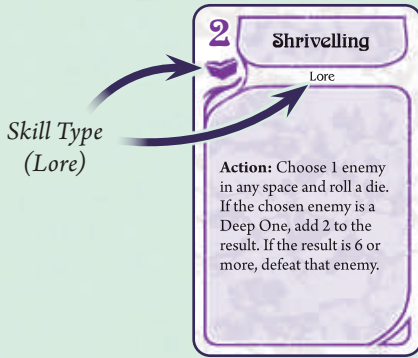 2
Shrivelling
Lore
Skill Type
(Lore)
Action: Choose 1 enemy
in any space and roll a die.
If the chosen enemy is a
Deep One, add 2 to the
result. If the result is 6 or
more, defeat that enemy.